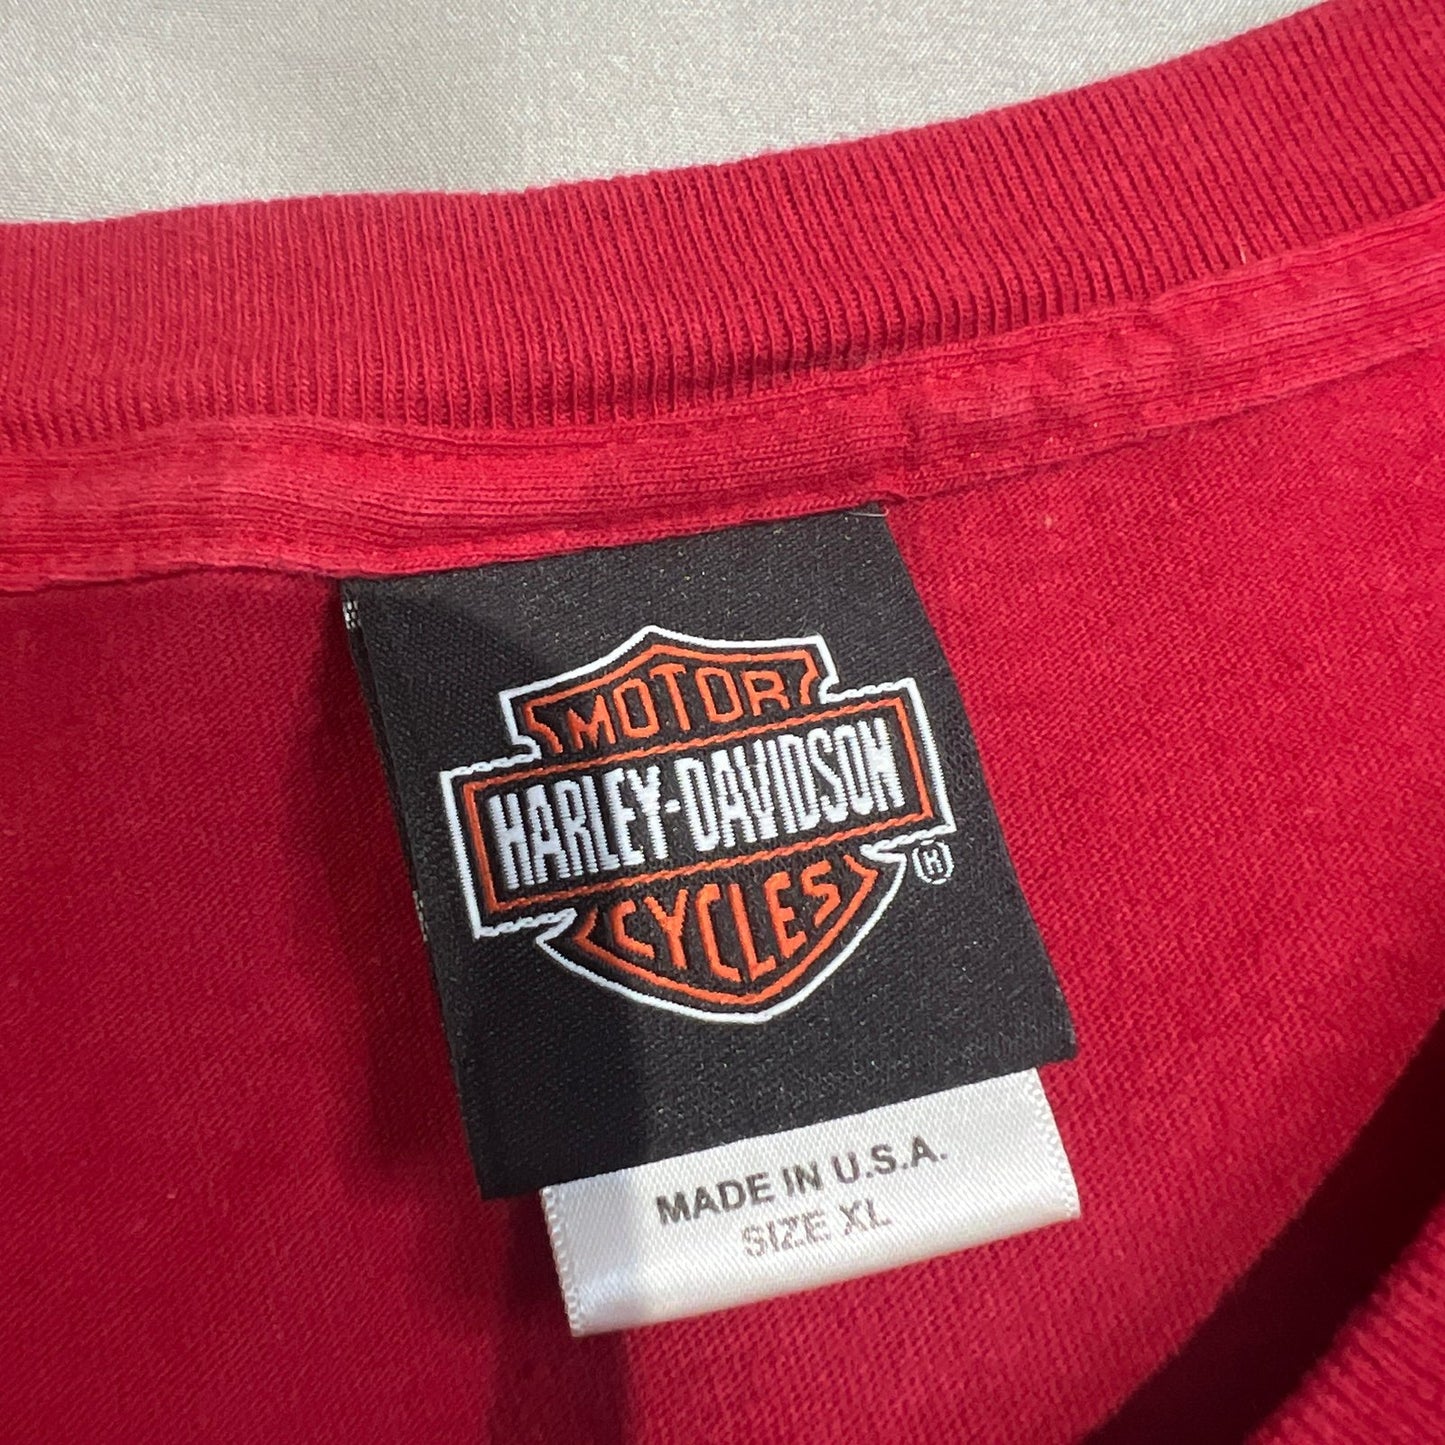 MOTOR
HARLEY-DAVIDSON
CYCLES
®
MADE IN U.S.A.
SIZE XL